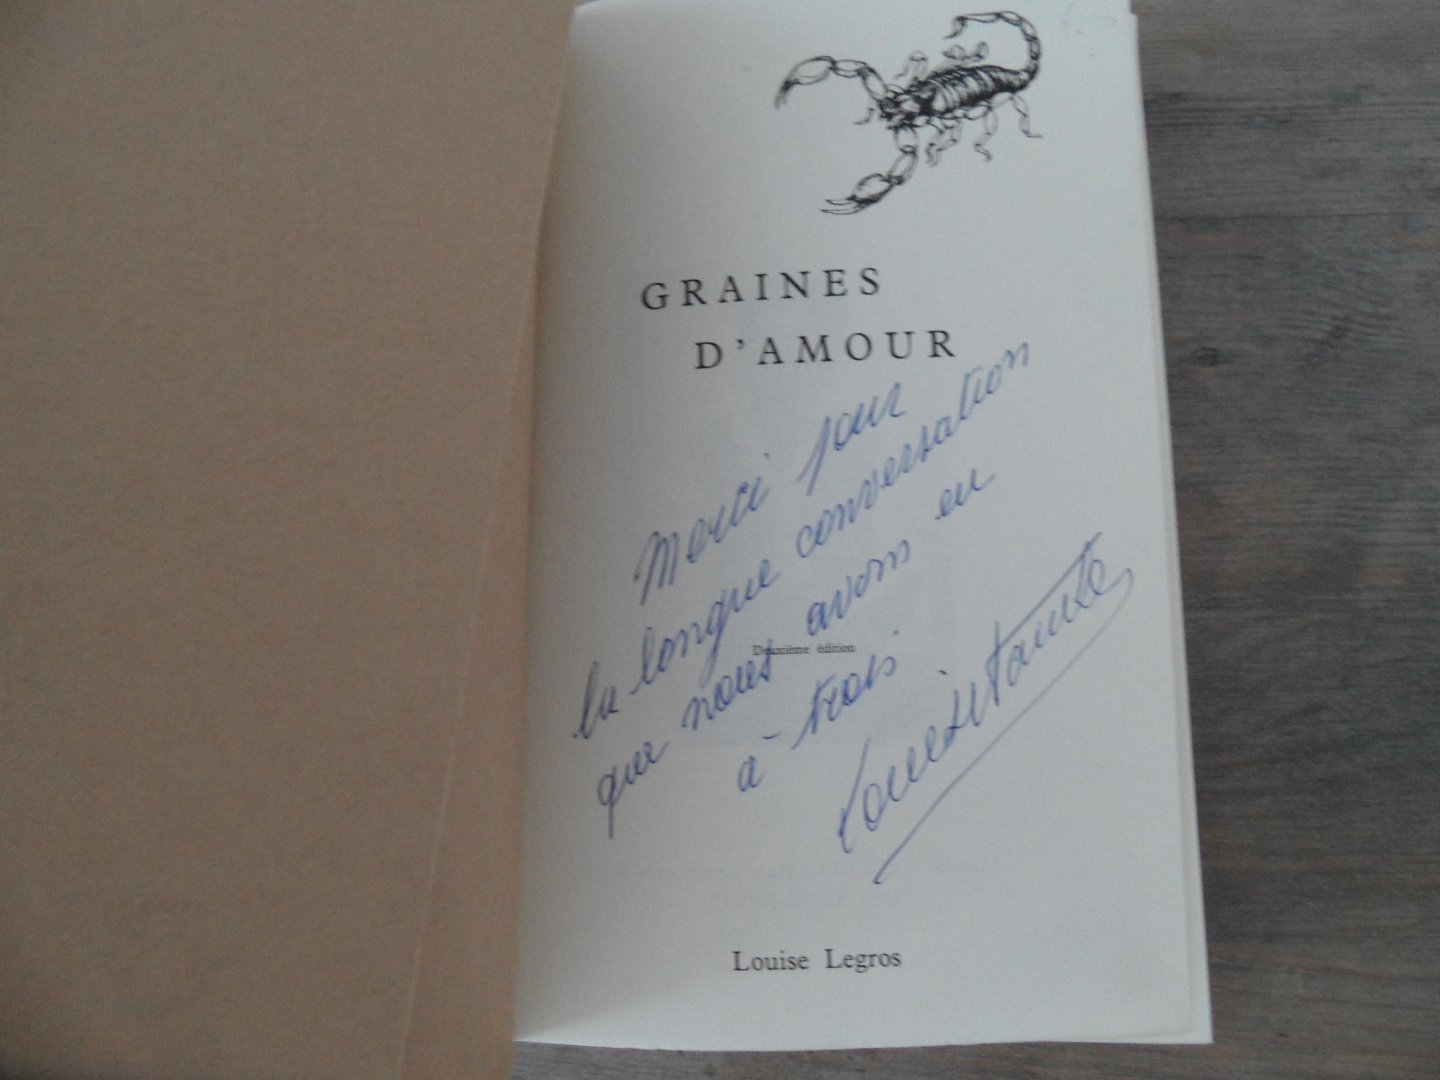 GRAINES
D'AMOUR
Merci pour
la longue conversation
que nous avons eu
à trois
Deuxième édition
Louise Legros